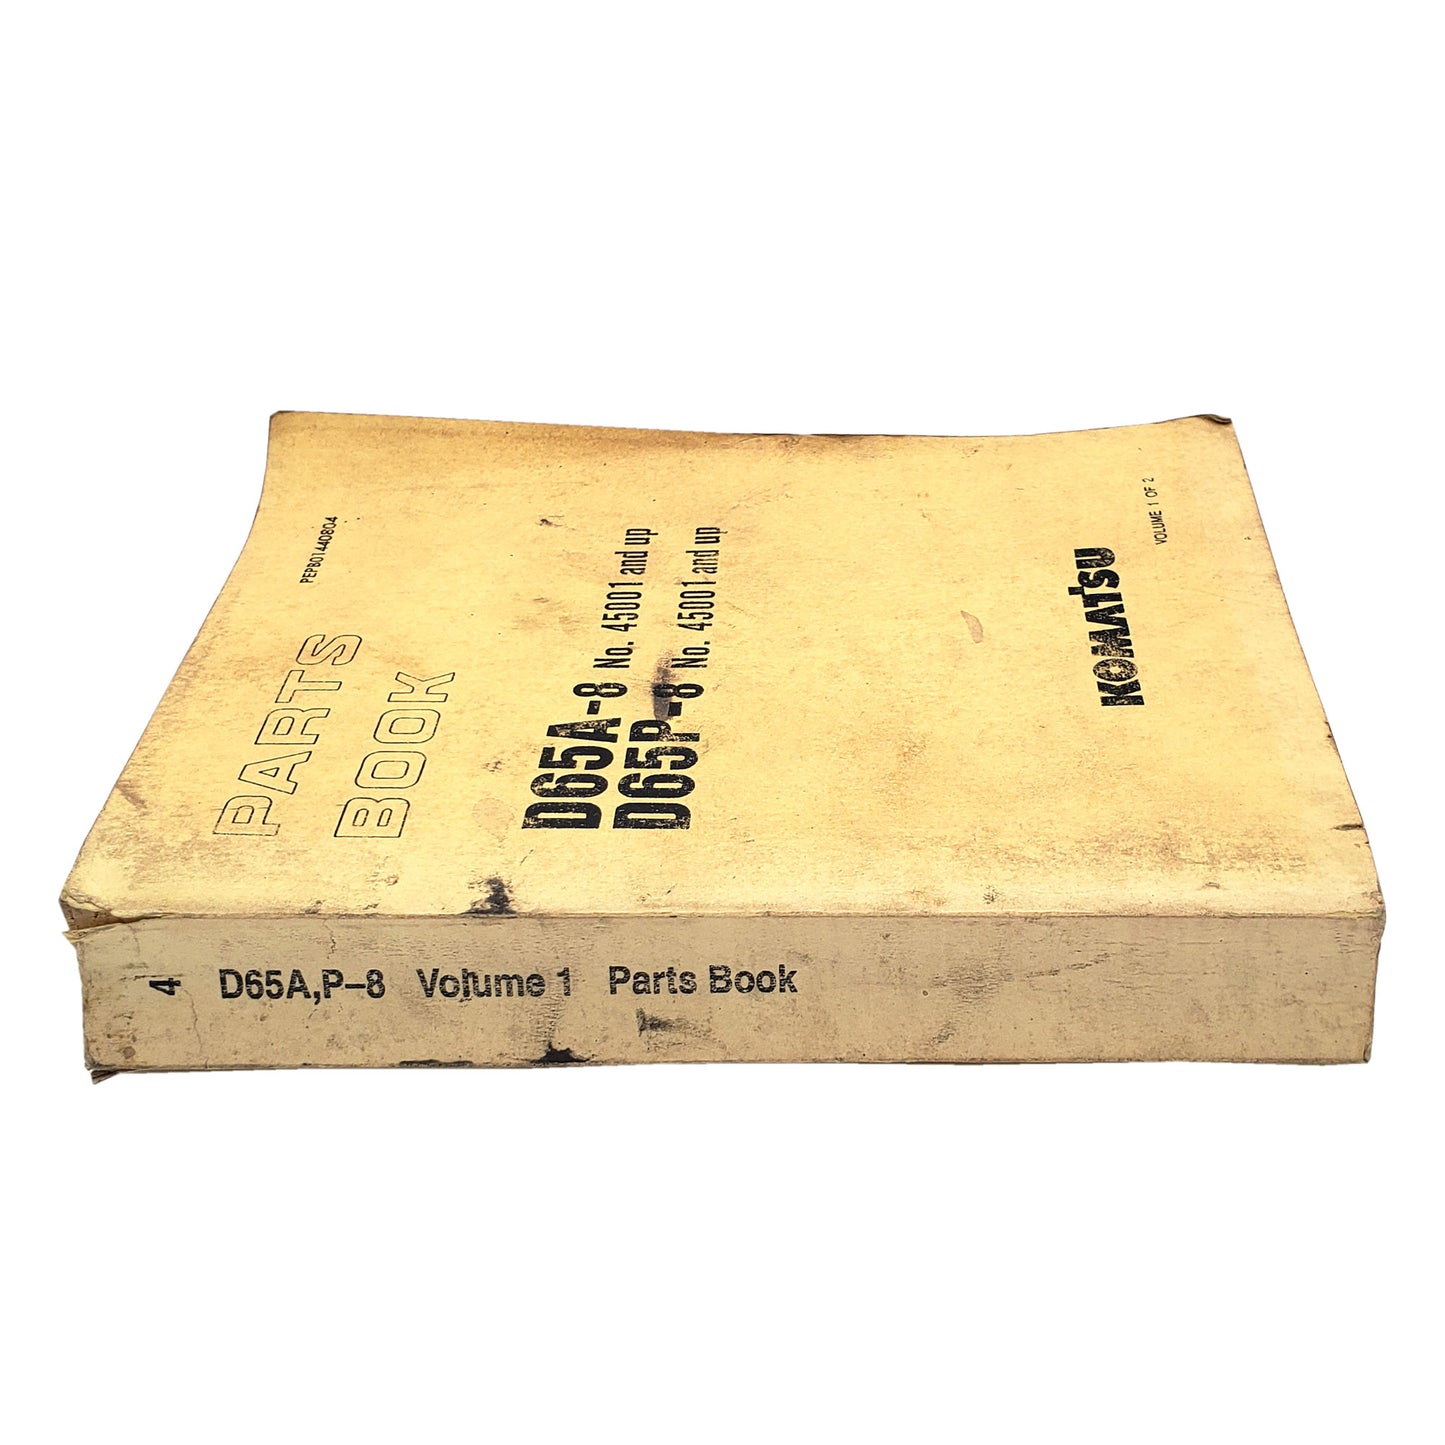 PEPB01440804
PARTS
BOOK
D65A-8 No. 45001 and up
D65P-8 No. 45001 and up
KOMATSU
VOLUME 1 OF 2
4 D65A,P–8 Volume 1 Parts Book